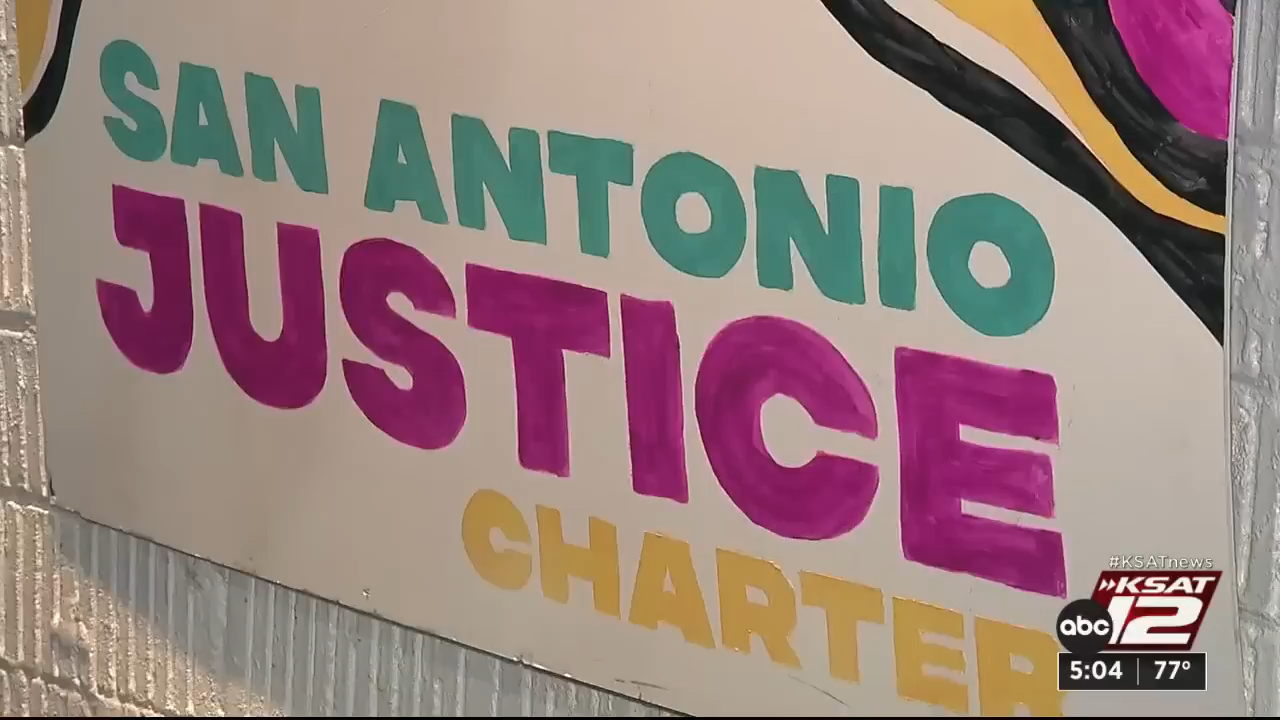 SAN ANTONIO
JUSTICE
CHARTER
#KSATnews
KSAT
abc 12
5:04 77°